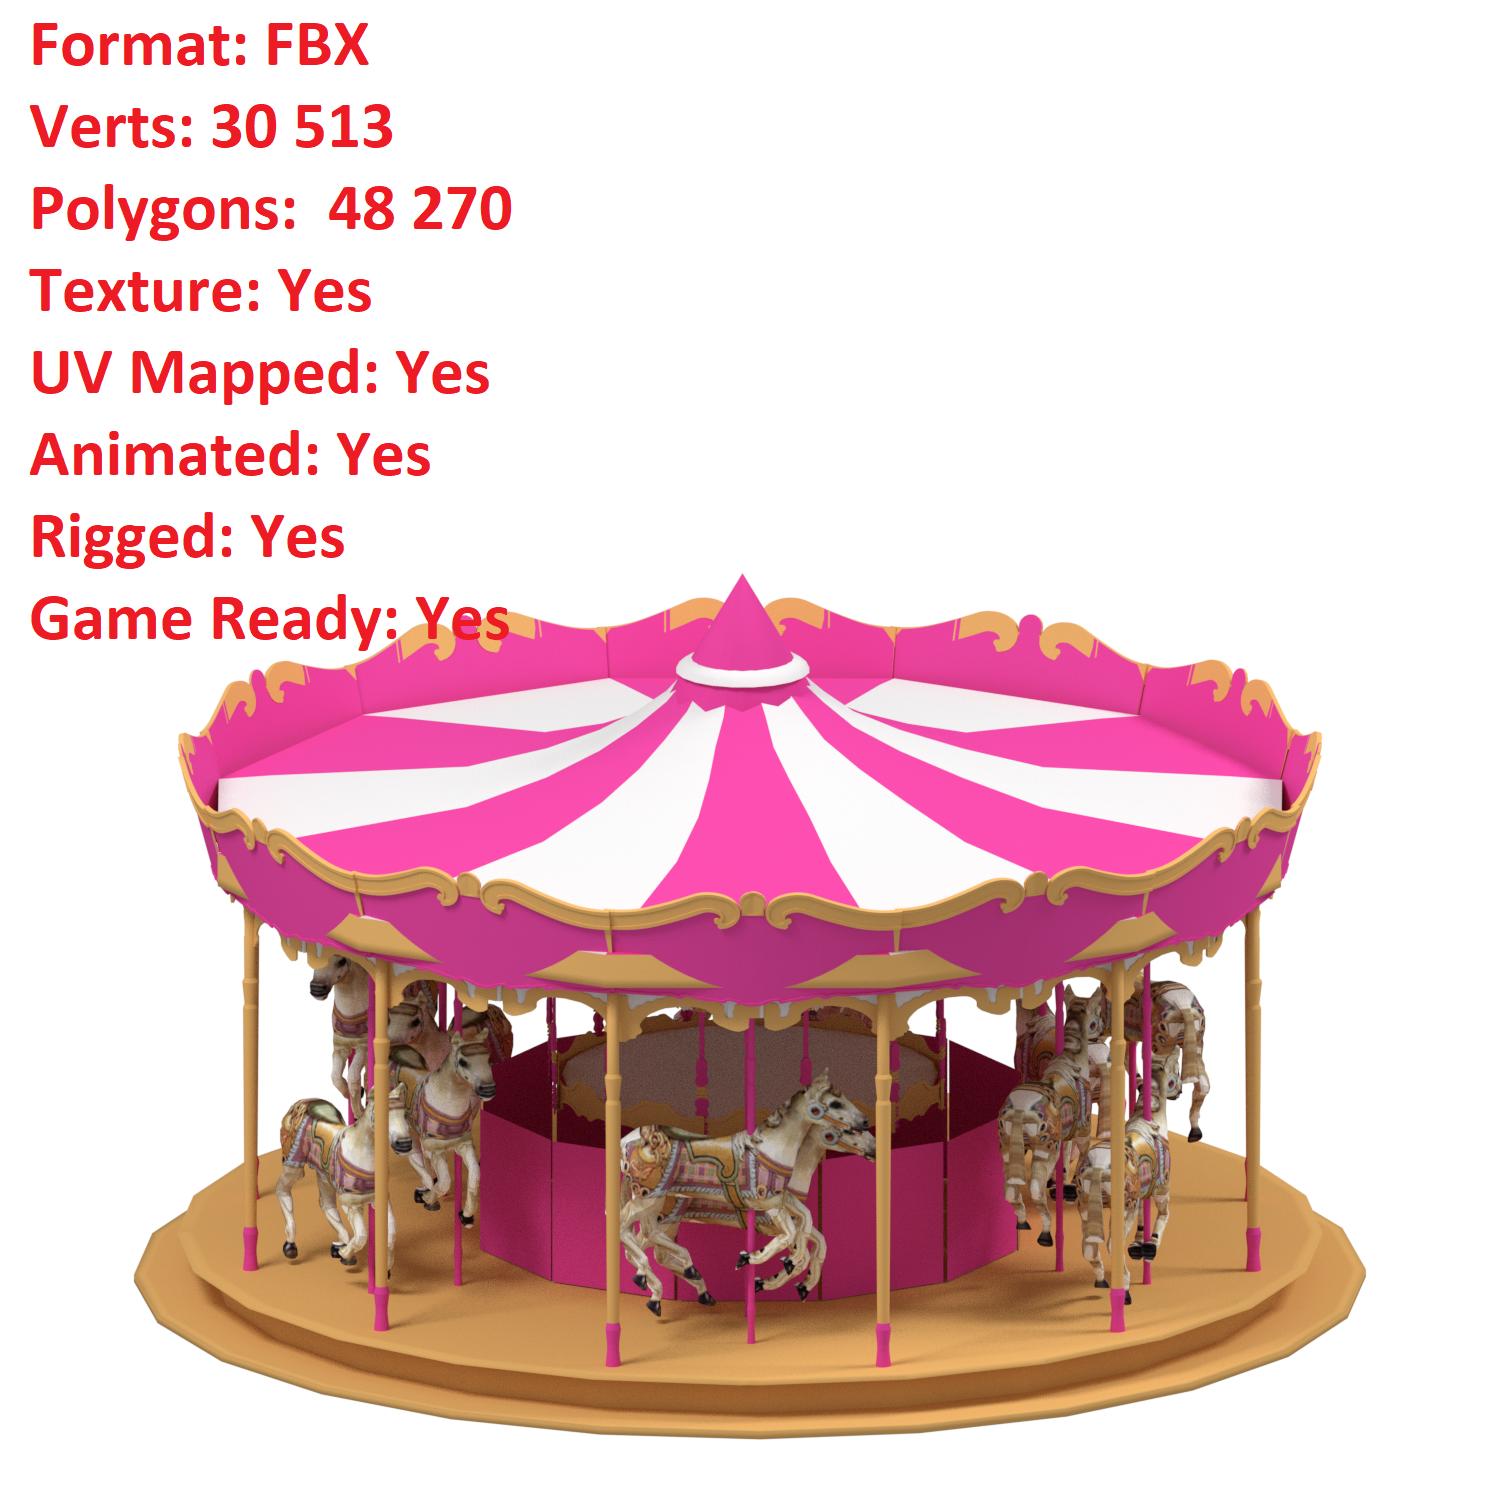 Format: FBX
Verts: 30 513
Polygons:  48 270
Texture: Yes
UV Mapped: Yes
Animated: Yes
Rigged: Yes
Game Ready: Yes